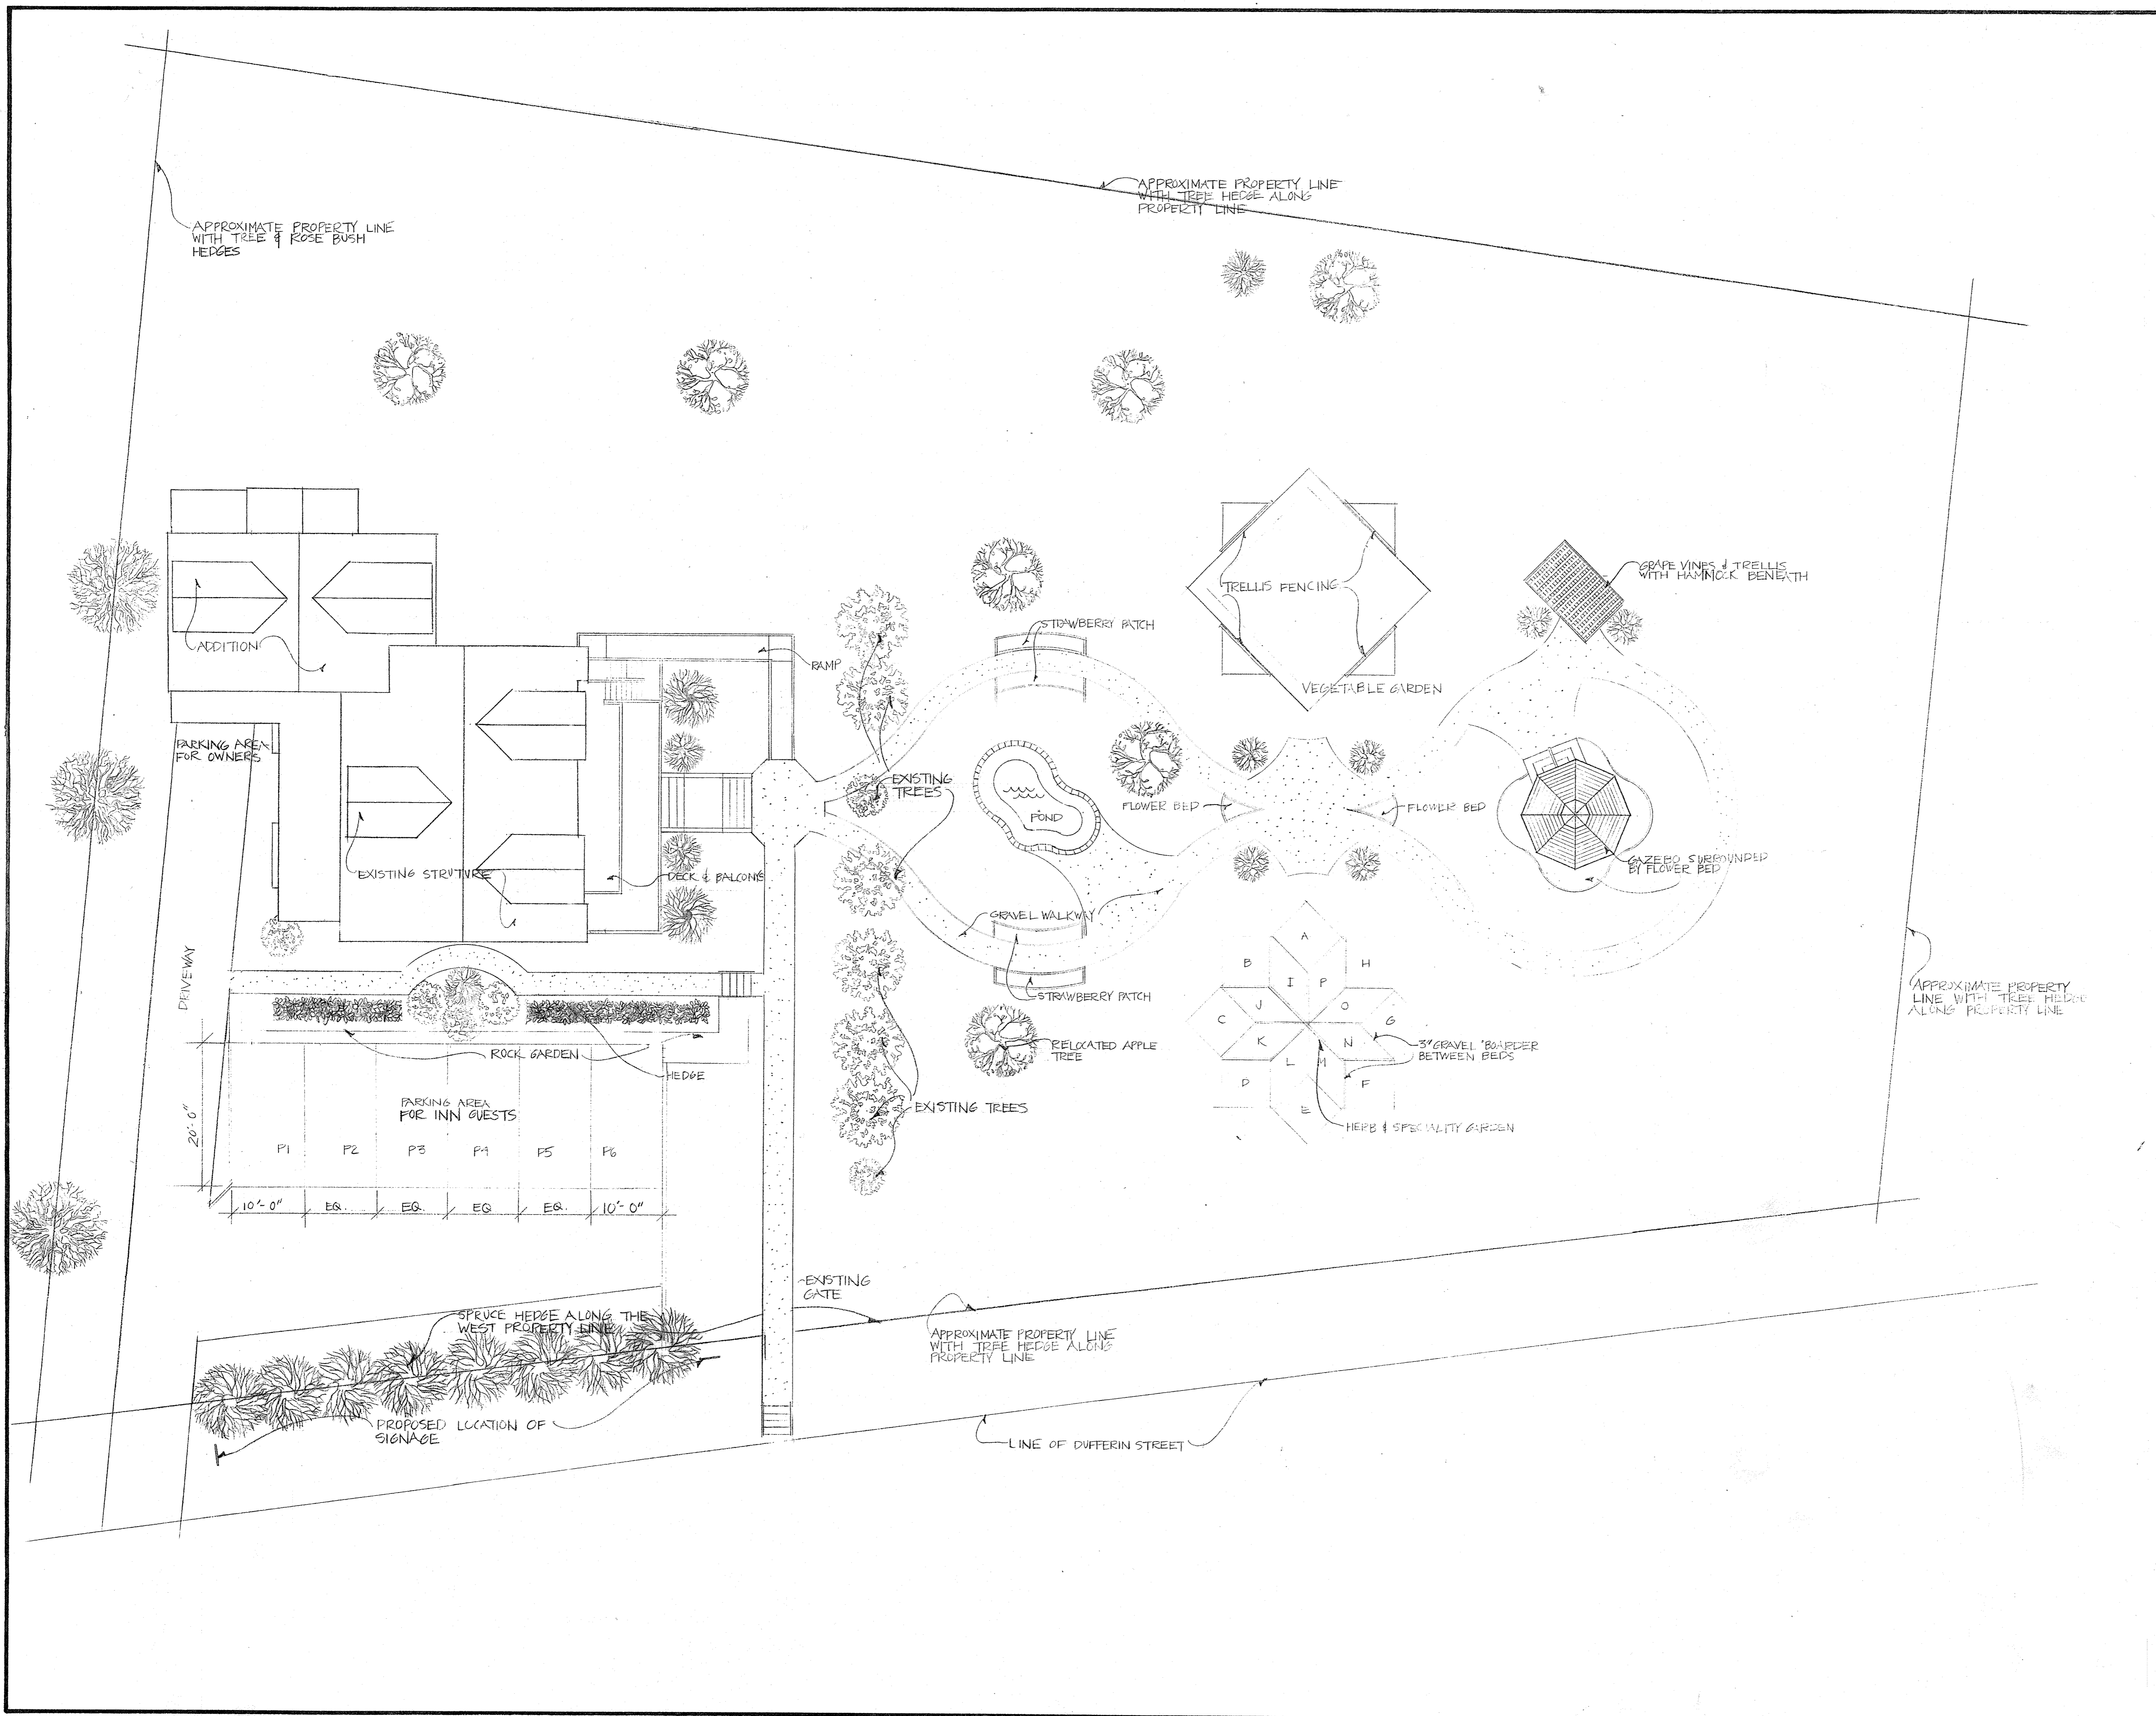 APPROXIMATE PROPERTY LINE
WITH TREE HEDGE ALONG
PROPERTY LINE
APPROXIMATE PROPERTY LINE
WITH TREE & ROSE BUSH
HEDGES
GRAPE VINES & TRELLIS
WITH HAMMOCK BENEATH
TRELLIS FENCING
STRAWBERRY PATCH
ADDITION
RAMP
VEGETABLE GARDEN
PARKING AREA
FOR OWNERS
EXISTING
TREES
FLOWER BED
FLOWER BED
POND
GAZEBO SURROUNDED
BY FLOWER BED
EXISTING STRUTURE
DECK & BALCONYS
GRAVEL WALKWAY
A
B
H
I
P
J
O
C
G
K
N
L
M
D
F
E
DRIVEWAY
STRAWBERRY PATCH
APPROXIMATE PROPERTY
LINE WITH TREE HEDGE
ALONG PROPERTY LINE
RELOCATED APPLE
TREE
3" GRAVEL BOARDER
BETWEEN BEDS
ROCK GARDEN
HEDGE
PARKING AREA
FOR INN GUESTS
EXISTING TREES
HERB & SPECIALITY GARDEN
20'-0"
P1 P2 P3 P4 P5 P6
10'-0" EQ. EQ. EQ EQ. 10'-0"
EXISTING
GATE
SPRUCE HEDGE ALONG THE
WEST PROPERTY LINE
APPROXIMATE PROPERTY LINE
WITH TREE HEDGE ALONG
PROPERTY LINE
PROPOSED LOCATION OF
SIGNAGE
LINE OF DUFFERIN STREET